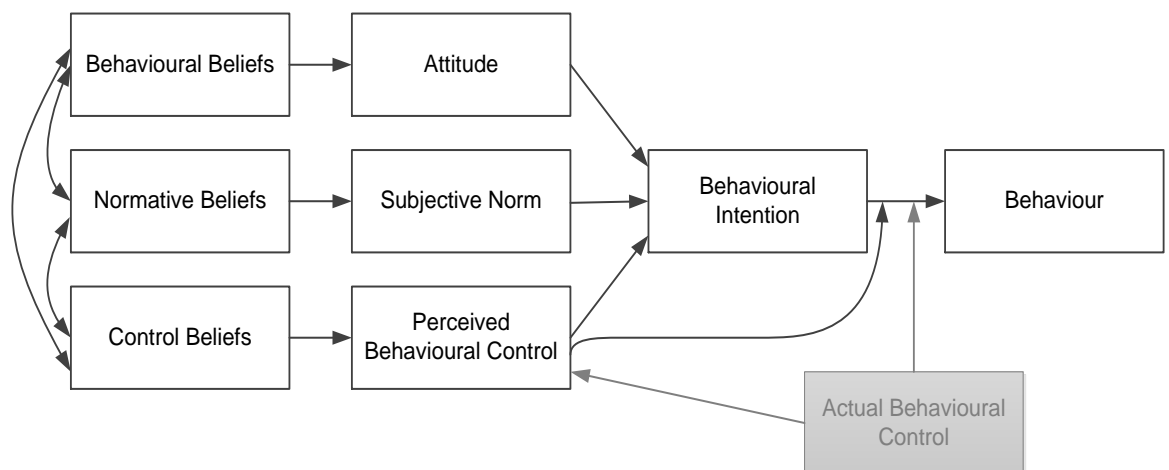 Behavioural Beliefs
Attitude
Normative Beliefs
Subjective Norm
Behavioural
Intention
Behaviour
Control Beliefs
Perceived
Behavioural Control
Actual Behavioural
Control